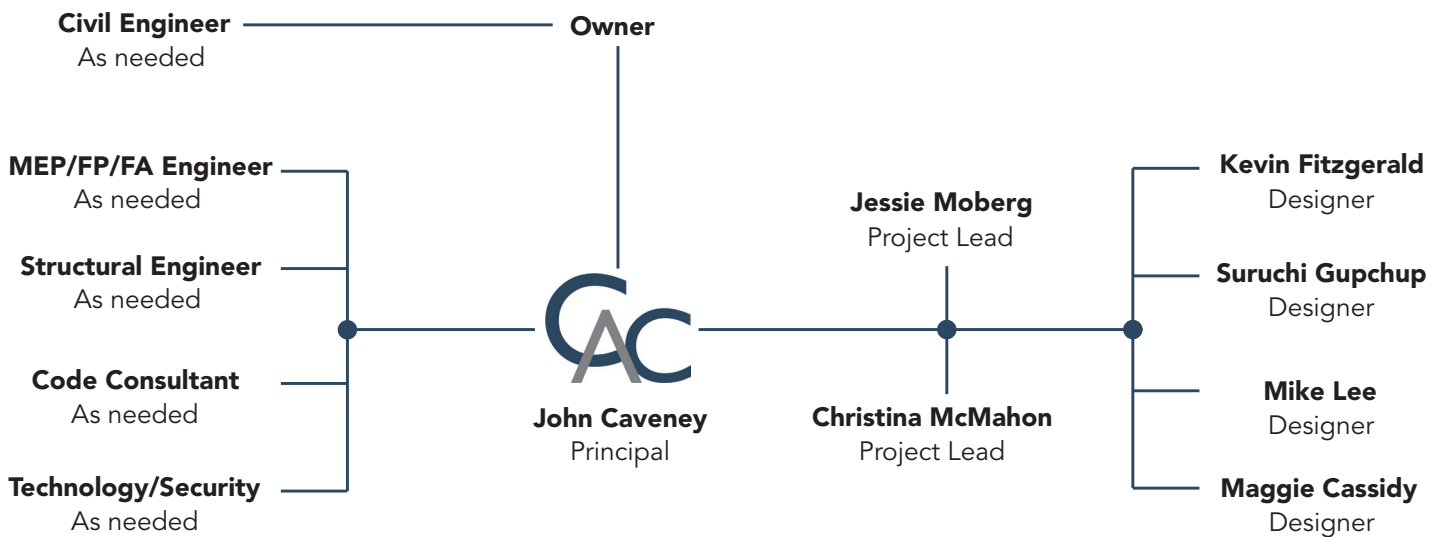 Civil Engineer
As needed
Owner
MEP/FP/FA Engineer
As needed
Structural Engineer
As needed
Code Consultant
As needed
Technology/Security
As needed
CAC
John Caveney
Principal
Jessie Moberg
Project Lead
Christina McMahon
Project Lead
Kevin Fitzgerald
Designer
Suruchi Gupchup
Designer
Mike Lee
Designer
Maggie Cassidy
Designer